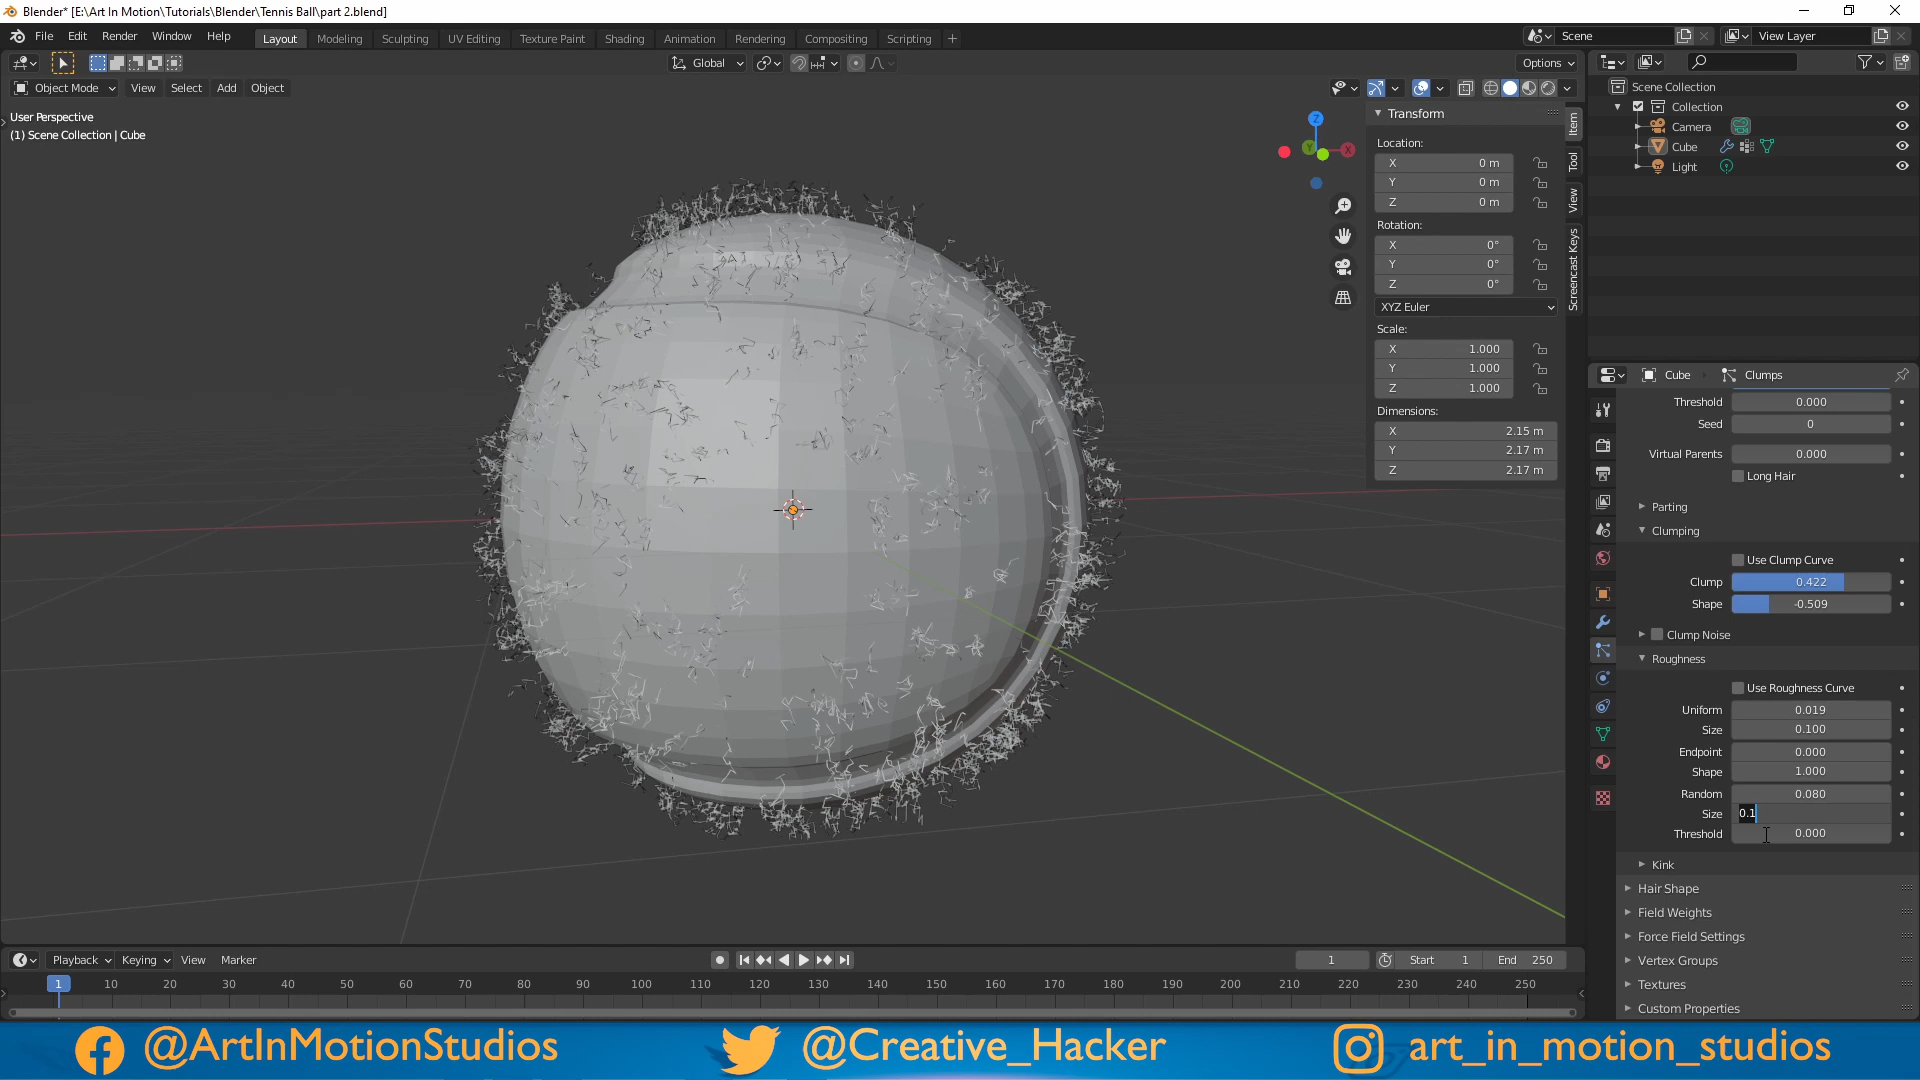 Blender* [E:\Art In Motion\Tutorials\Blender\Tennis Ball\part 2.blend]
File Edit Render Window Help
Layout Modeling Sculpting UV Editing Texture Paint Shading Animation Rendering Compositing Scripting +
Scene
View Layer
Global
Options
Object Mode View Select Add Object
User Perspective
(1) Scene Collection | Cube
Z
Y
X
Transform
Location:
X 0 m
Y 0 m
Z 0 m
Rotation:
X 0°
Y 0°
Z 0°
XYZ Euler
Scale:
X 1.000
Y 1.000
Z 1.000
Dimensions:
X 2.15 m
Y 2.17 m
Z 2.17 m
Item
Tool
View
Screencast Keys
Scene Collection
Collection
Camera
Cube
Light
Cube Clumps
Threshold 0.000
Seed 0
Virtual Parents 0.000
Long Hair
Parting
Clumping
Use Clump Curve
Clump 0.422
Shape -0.509
Clump Noise
Roughness
Use Roughness Curve
Uniform 0.019
Size 0.100
Endpoint 0.000
Shape 1.000
Random 0.080
Size 0.1
Threshold 0.000
Kink
Hair Shape
Field Weights
Force Field Settings
Vertex Groups
Textures
Custom Properties
Playback Keying View Marker
1 Start 1 End 250
1 10 20 30 40 50 60 70 80 90 100 110 120 130 140 150 160 170 180 190 200 210 220 230 240 250
@ArtInMotionStudios @Creative_Hacker art_in_motion_studios